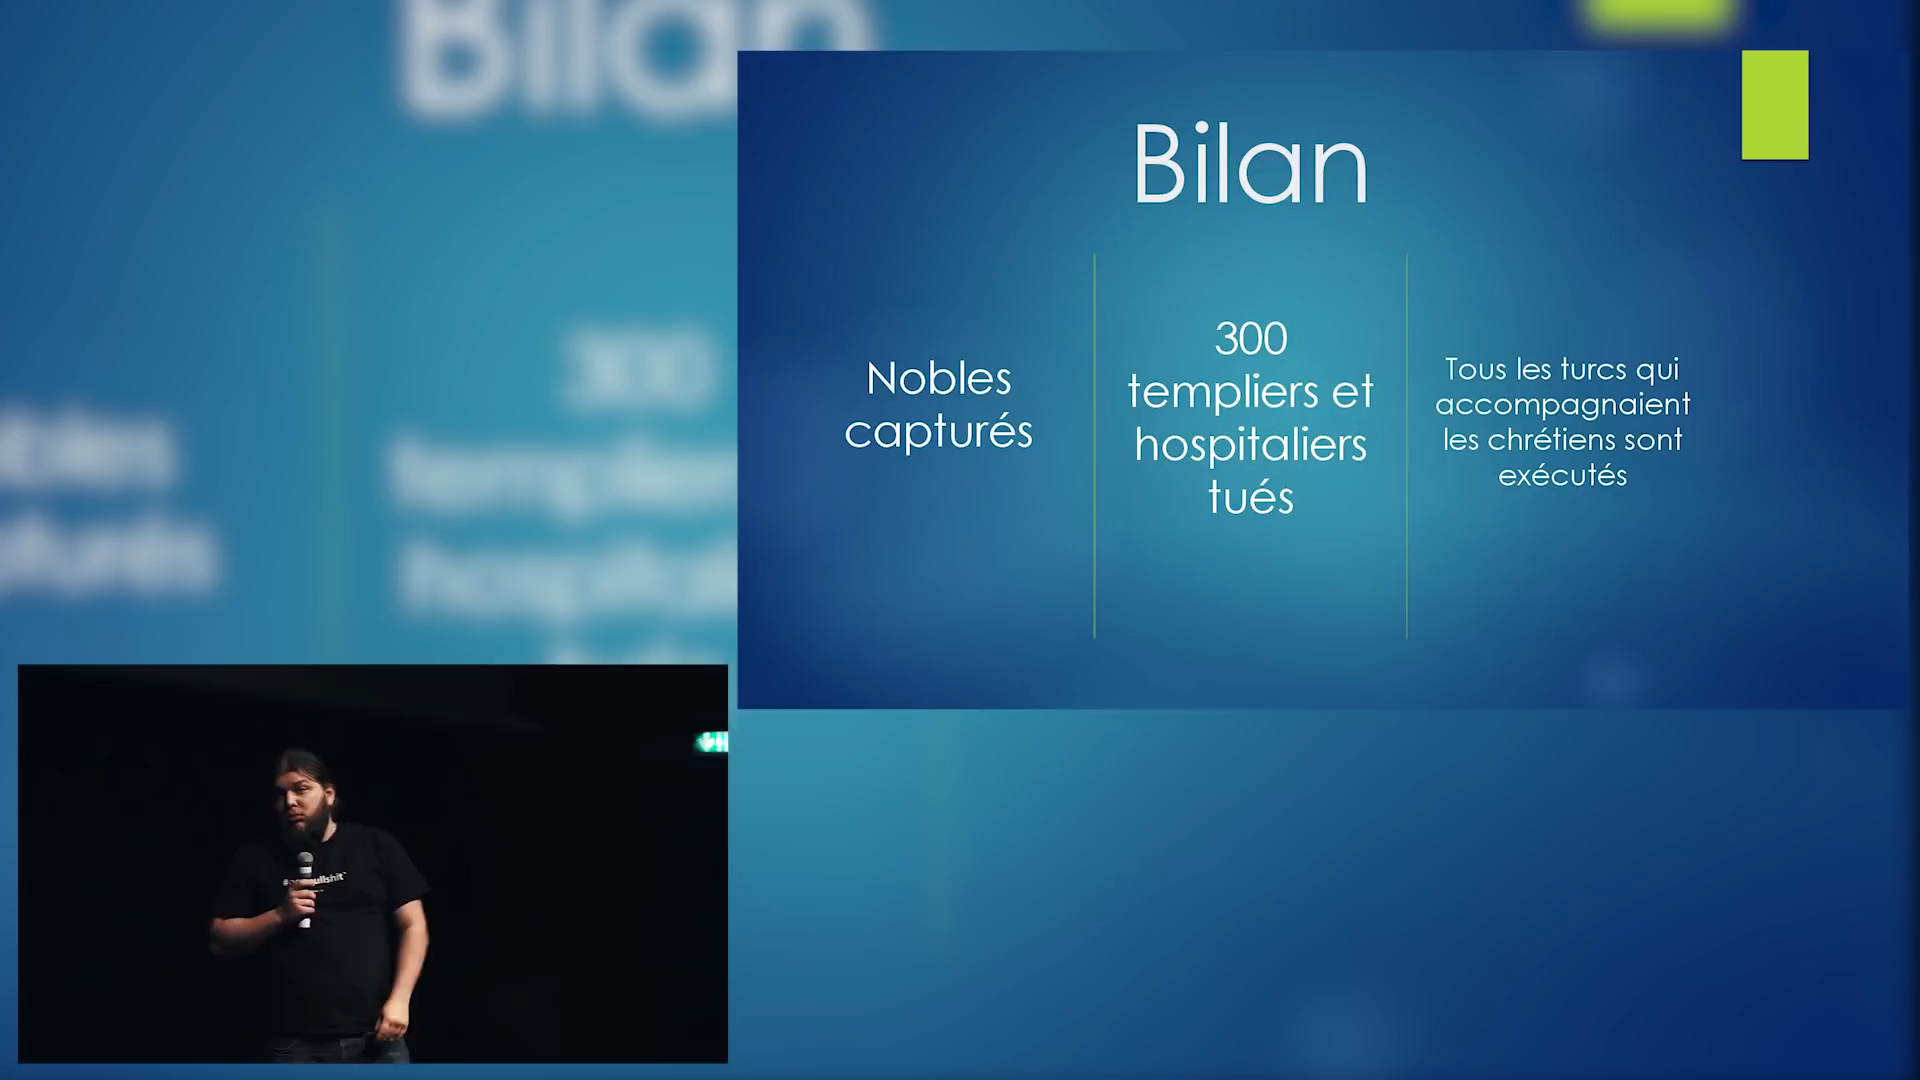 Bilan
Nobles
capturés
300
templiers et
hospitaliers
tués
Tous les turcs qui
accompagnaient
les chrétiens sont
exécutés